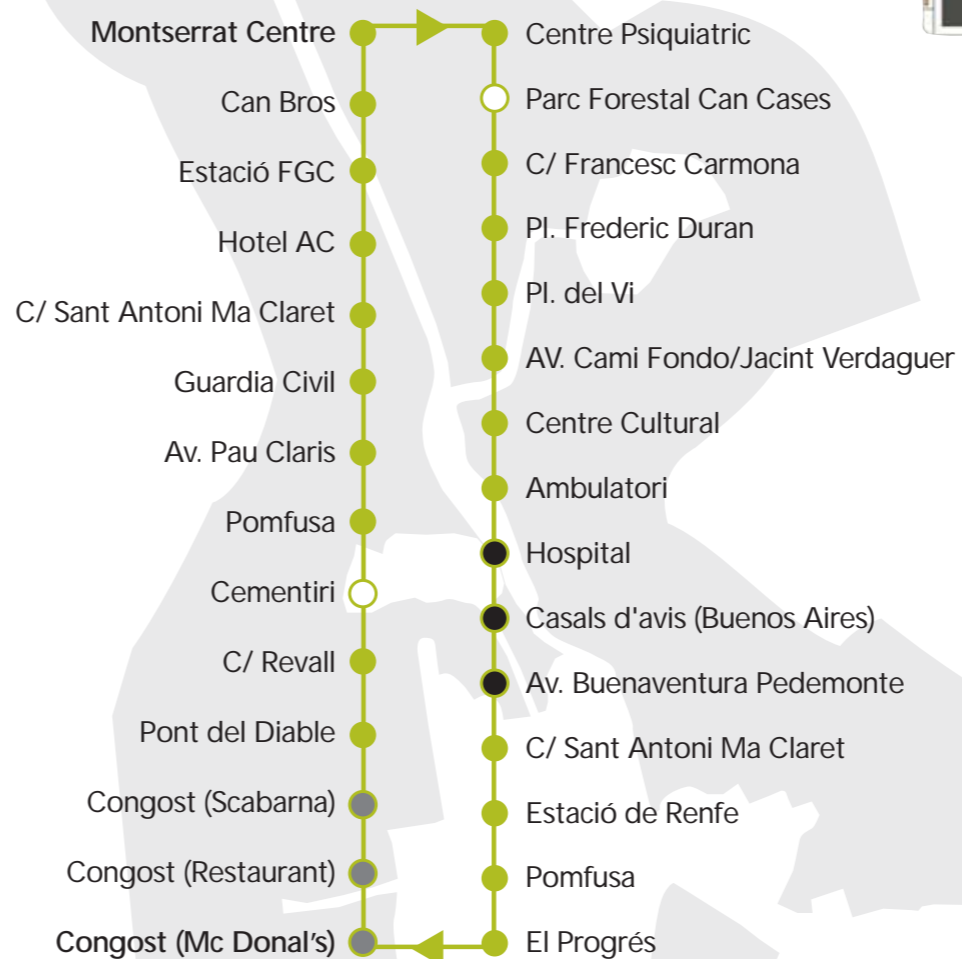 Montserrat Centre
Can Bros
Estació FGC
Hotel AC
C/ Sant Antoni Ma Claret
Guardia Civil
Av. Pau Claris
Pomfusa
Cementiri
C/ Revall
Pont del Diable
Congost (Scabarna)
Congost (Restaurant)
Congost (Mc Donal's)
Centre Psiquiatric
Parc Forestal Can Cases
C/ Francesc Carmona
Pl. Frederic Duran
Pl. del Vi
AV. Cami Fondo/Jacint Verdaguer
Centre Cultural
Ambulatori
Hospital
Casals d'avis (Buenos Aires)
Av. Buenaventura Pedemonte
C/ Sant Antoni Ma Claret
Estació de Renfe
Pomfusa
El Progrés